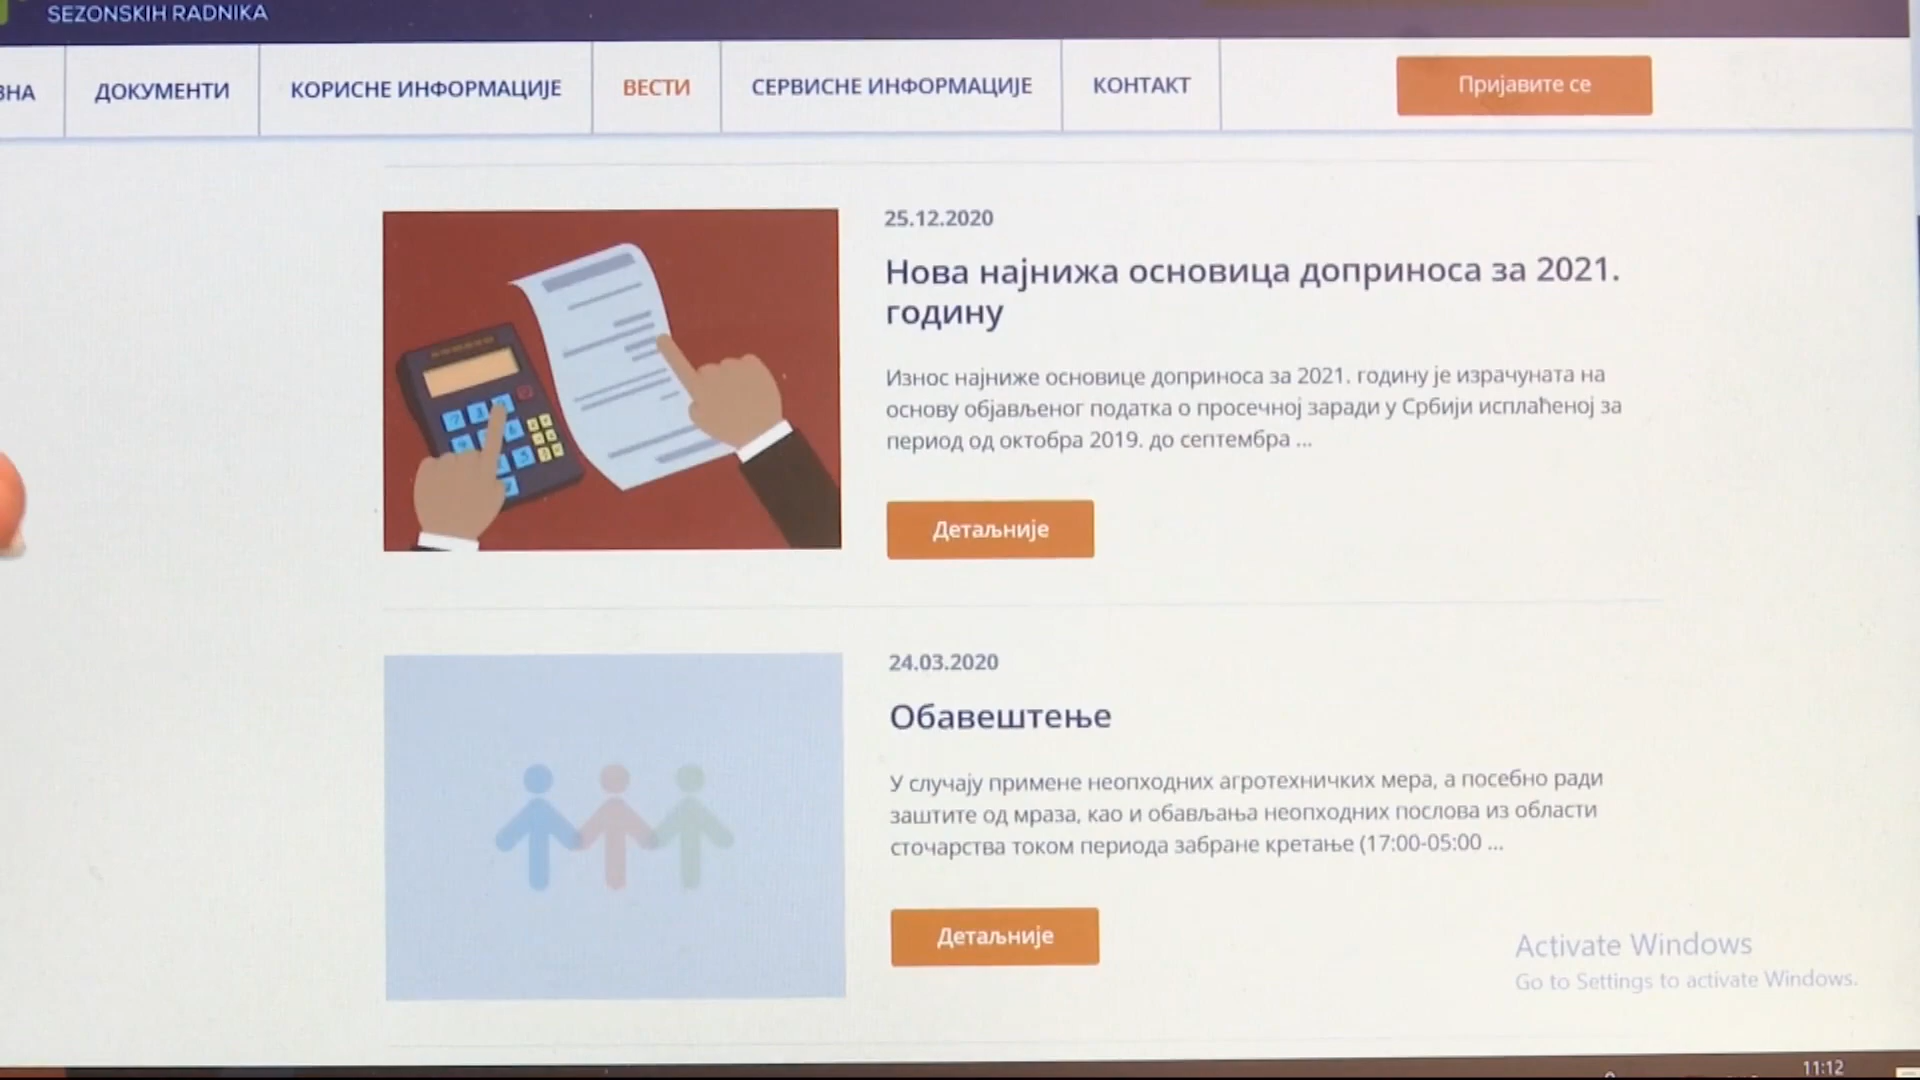 SEZONSKIH RADNIKA
ДОКУМЕНТИ
КОРИСНЕ ИНФОРМАЦИЈЕ
ВЕСТИ
СЕРВИСНЕ ИНФОРМАЦИЈЕ
КОНТАКТ
Пријавите се
25.12.2020
Нова најнижа основица доприноса за 2021.
годину
Износ најниже основице доприноса за 2021. годину је израчуната на
основу објављеног податка о просечној заради у Србији исплаћеној за
период од октобра 2019. до септембра ...
Детаљније
24.03.2020
Обавештење
У случају примене неопходних агротехничких мера, а посебно ради
заштите од мраза, као и обављања неопходних послова из области
сточарства током периода забране кретање (17:00-05:00 ...
Детаљније
Activate Windows
Go to Settings to activate Windows.
11:12